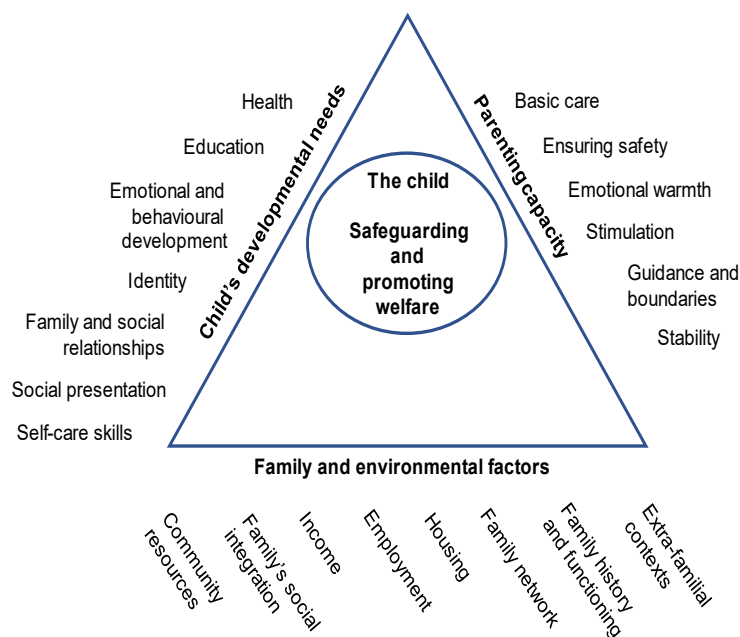 Health
Education
Emotional and
behavioural
development
Identity
Family and social
relationships
Social presentation
Self-care skills
Child's developmental needs
The child
Safeguarding
and
promoting
welfare
Parenting capacity
Basic care
Ensuring safety
Emotional warmth
Stimulation
Guidance and
boundaries
Stability
Family and environmental factors
Community
resources
Family's social
integration
Income
Employment
Housing
Family network
Family history
and functioning
Extra-familial
contexts